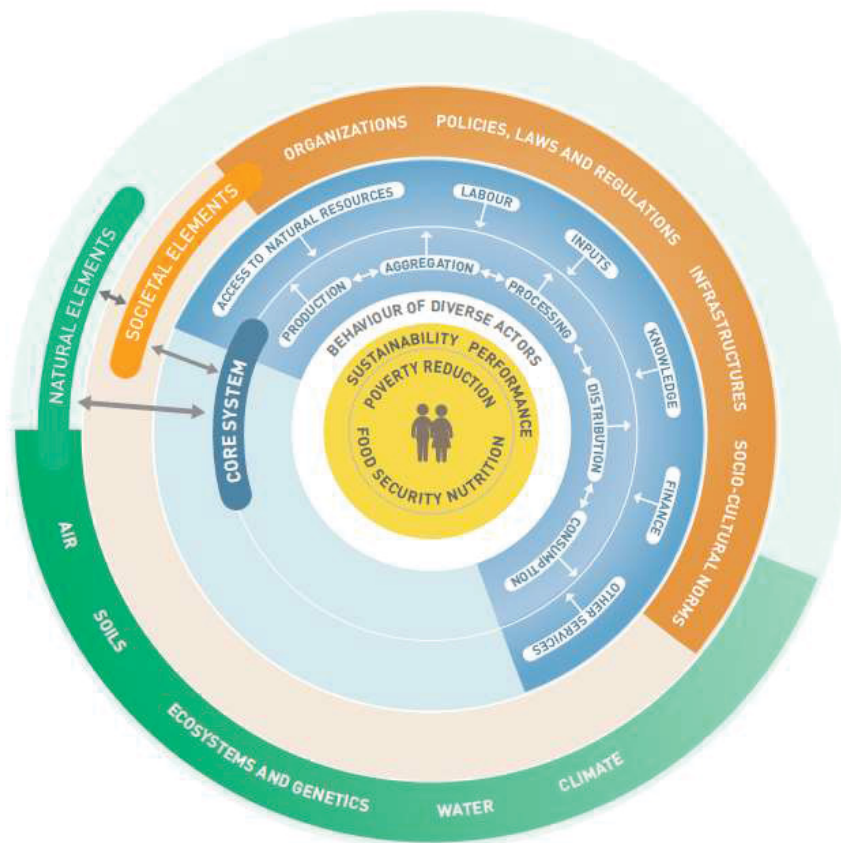 ORGANIZATIONS
POLICIES, LAWS AND REGULATIONS
INFRASTRUCTURES
SOCIO-CULTURAL NORMS
SOCIETAL ELEMENTS
NATURAL ELEMENTS
ACCESS TO NATURAL RESOURCES
LABOUR
INPUTS
KNOWLEDGE
FINANCE
OTHER SERVICES
PRODUCTION
AGGREGATION
PROCESSING
DISTRIBUTION
CONSUMPTION
CORE SYSTEM
BEHAVIOUR OF DIVERSE ACTORS
SUSTAINABILITY PERFORMANCE
POVERTY REDUCTION
FOOD SECURITY NUTRITION
AIR
SOILS
ECOSYSTEMS AND GENETICS
WATER
CLIMATE